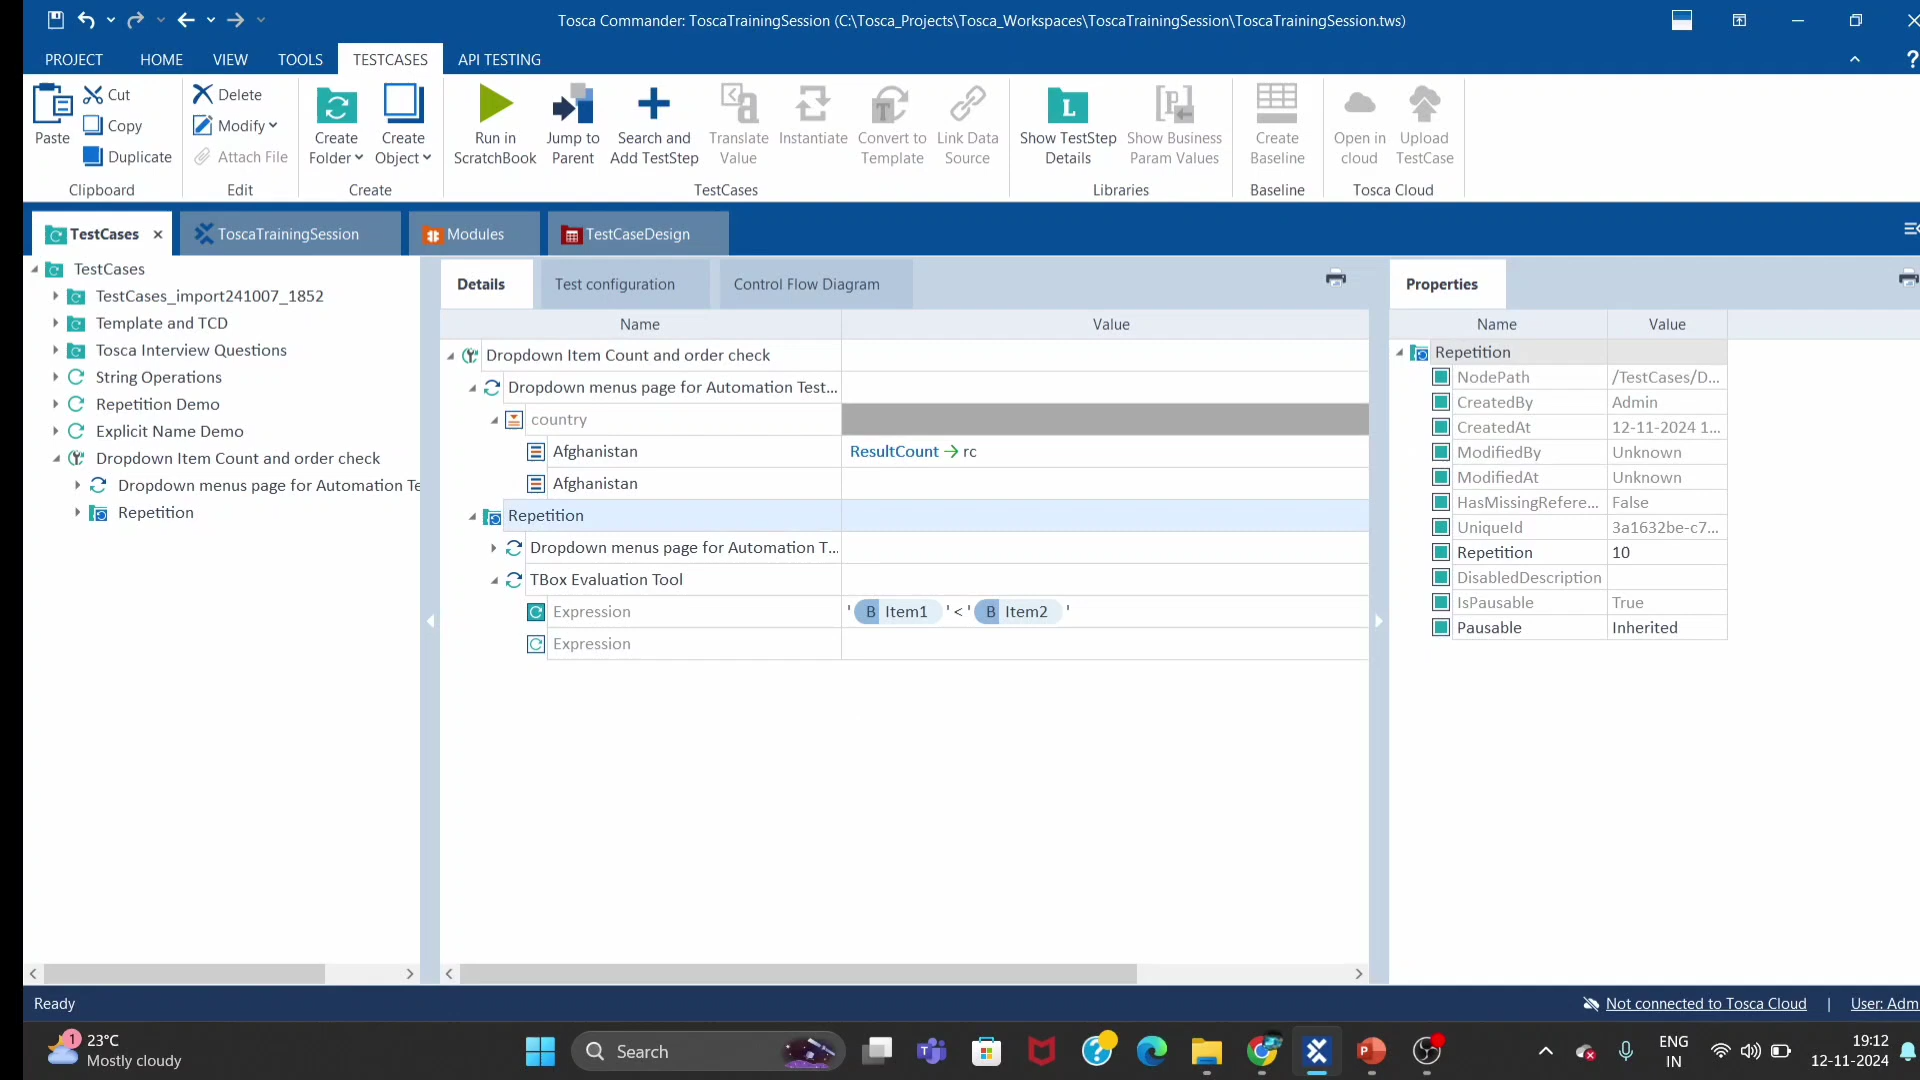 Tosca Commander: ToscaTrainingSession (C:\Tosca_Projects\Tosca_Workspaces\ToscaTrainingSession\ToscaTrainingSession.tws)
PROJECT HOME VIEW TOOLS TESTCASES API TESTING
Paste
Cut
Copy
Duplicate
Clipboard
Delete
Modify
Attach File
Edit
Create Folder
Create Object
Create
Run in ScratchBook
Jump to Parent
Search and Add TestStep
Translate Value
Instantiate
Convert to Template
Link Data Source
TestCases
Show TestStep Details
Show Business Param Values
Libraries
Create Baseline
Baseline
Open in cloud
Upload TestCase
Tosca Cloud
TestCases ToscaTrainingSession Modules TestCaseDesign
TestCases
TestCases_import241007_1852
Template and TCD
Tosca Interview Questions
String Operations
Repetition Demo
Explicit Name Demo
Dropdown Item Count and order check
Dropdown menus page for Automation Te
Repetition
Details Test configuration Control Flow Diagram
Name Value
Dropdown Item Count and order check
Dropdown menus page for Automation Test...
country
Afghanistan ResultCount → rc
Afghanistan
Repetition
Dropdown menus page for Automation T...
TBox Evaluation Tool
Expression ' B Item1 ' < ' B Item2 '
Expression
Properties
Name Value
Repetition
NodePath /TestCases/D...
CreatedBy Admin
CreatedAt 12-11-2024 1...
ModifiedBy Unknown
ModifiedAt Unknown
HasMissingRefere... False
UniqueId 3a1632be-c7...
Repetition 10
DisabledDescription
IsPausable True
Pausable Inherited
Ready Not connected to Tosca Cloud | User: Adm
1
23°C
Mostly cloudy
Search
ENG
IN
19:12
12-11-2024